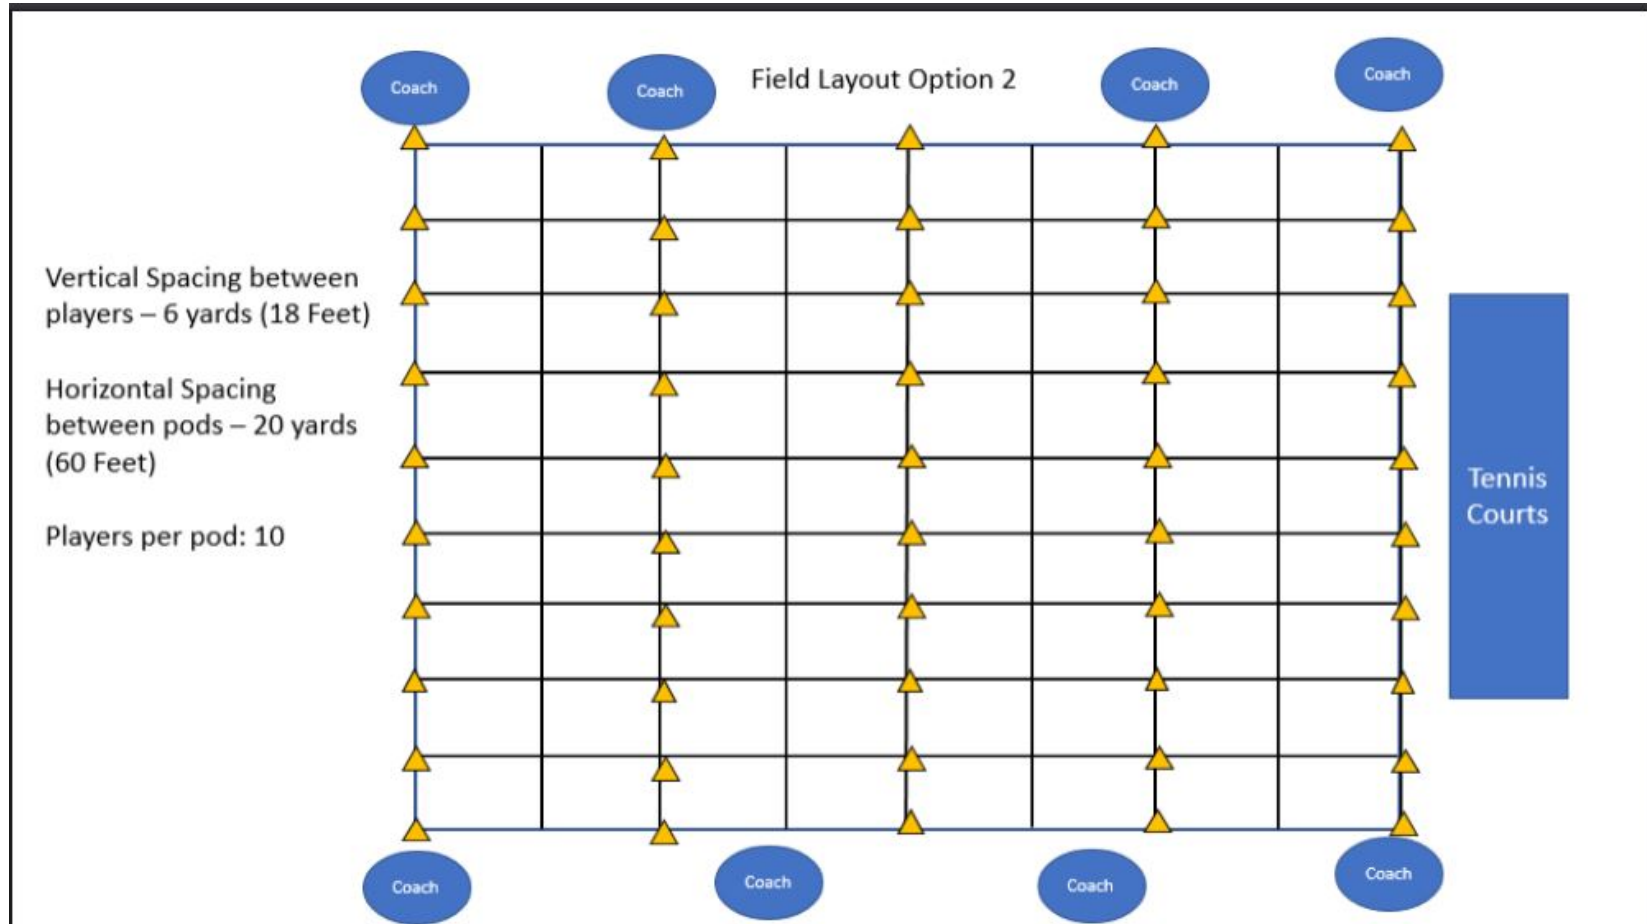 Coach
Coach
Field Layout Option 2
Coach
Coach
Vertical Spacing between
players – 6 yards (18 Feet)
Horizontal Spacing
between pods – 20 yards
(60 Feet)
Players per pod: 10
Tennis
Courts
Coach
Coach
Coach
Coach